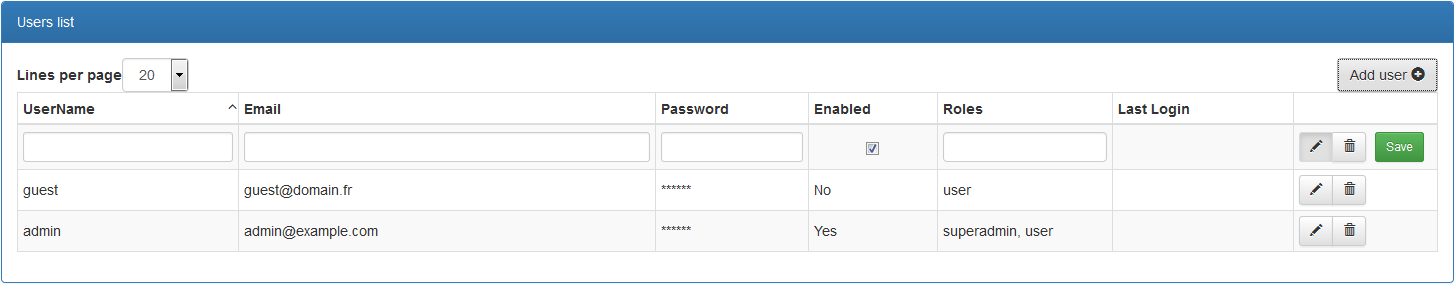 Users list
Lines per page 20 Add user
UserName Email Password Enabled Roles Last Login
Save
guest guest@domain.fr ****** No user
admin admin@example.com ****** Yes superadmin, user